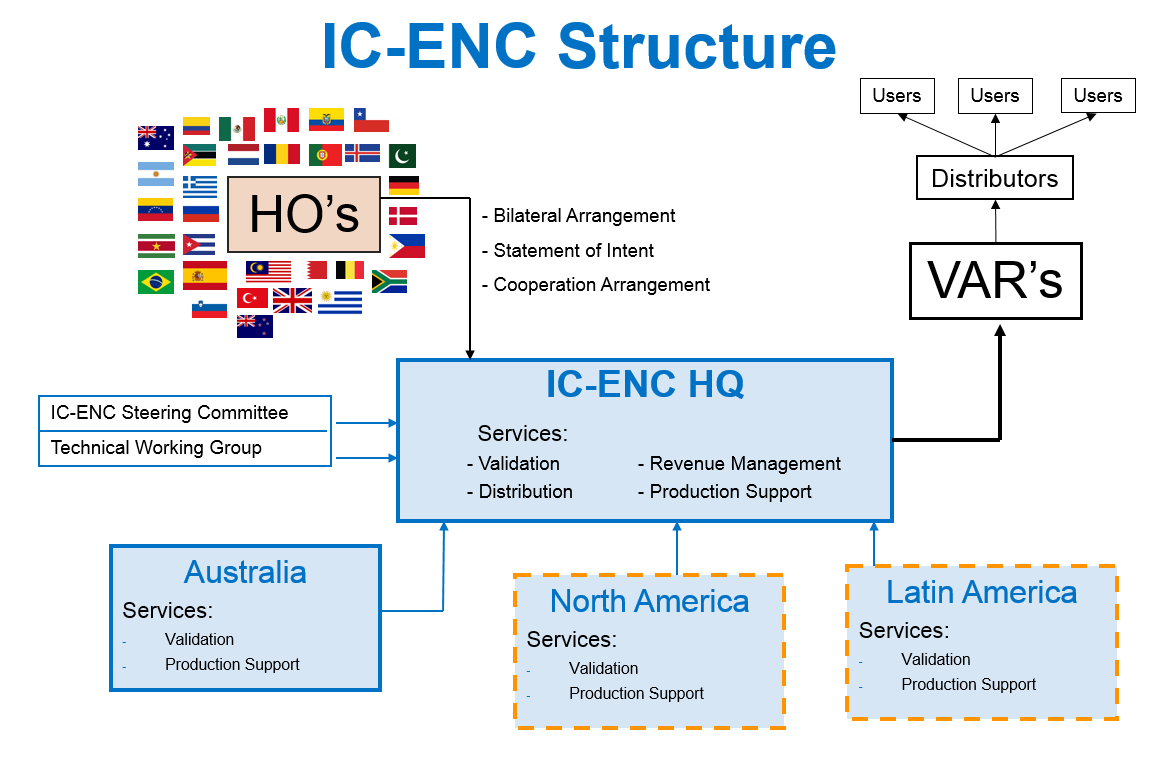 IC-ENC Structure
Users
Users
Users
Distributors
VAR's
HO's
- Bilateral Arrangement
- Statement of Intent
- Cooperation Arrangement
IC-ENC HQ
Services:
- Validation
- Revenue Management
- Distribution
- Production Support
IC-ENC Steering Committee
Technical Working Group
Australia
Services:
- Validation
- Production Support
North America
Services:
- Validation
- Production Support
Latin America
Services:
- Validation
- Production Support